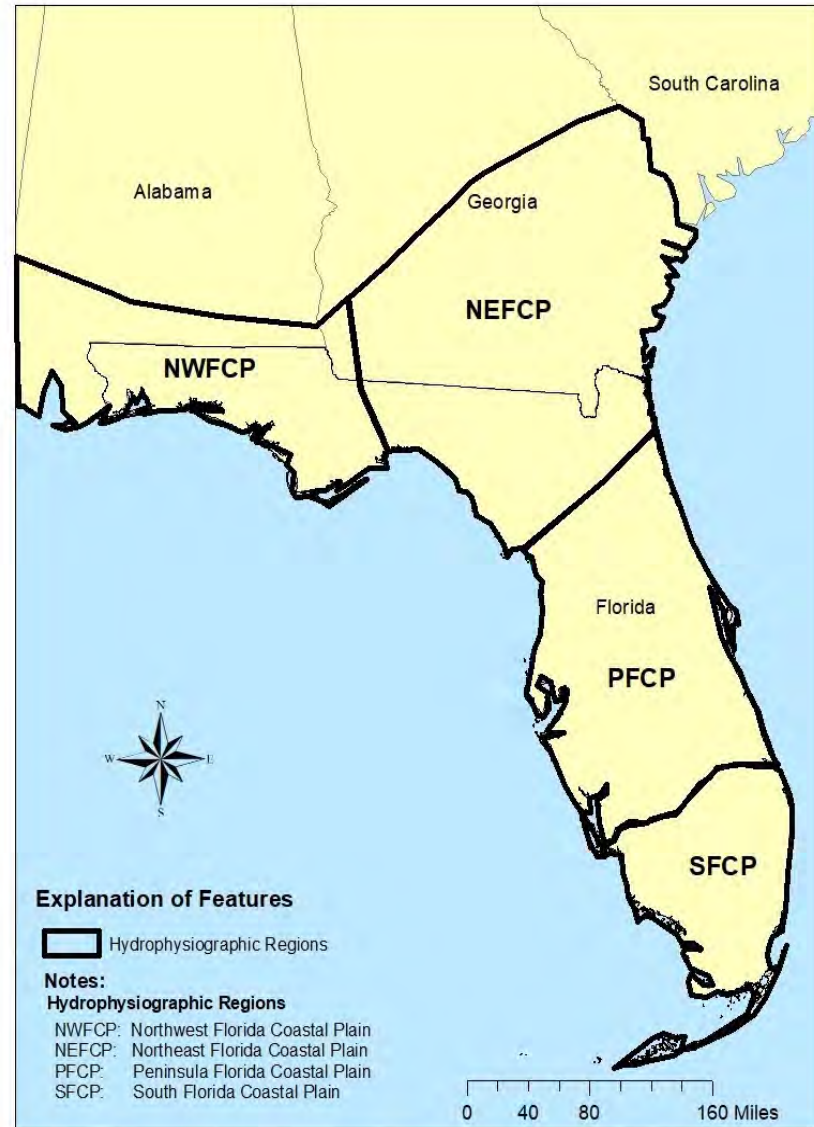 South Carolina
Alabama
Georgia
NEFCP
NWFCP
Florida
PFCP
SFCP
N
W E
S
Explanation of Features
Hydrophysiographic Regions
Notes:
Hydrophysiographic Regions
NWFCP: Northwest Florida Coastal Plain
NEFCP: Northeast Florida Coastal Plain
PFCP: Peninsula Florida Coastal Plain
SFCP: South Florida Coastal Plain
0 40 80 160 Miles